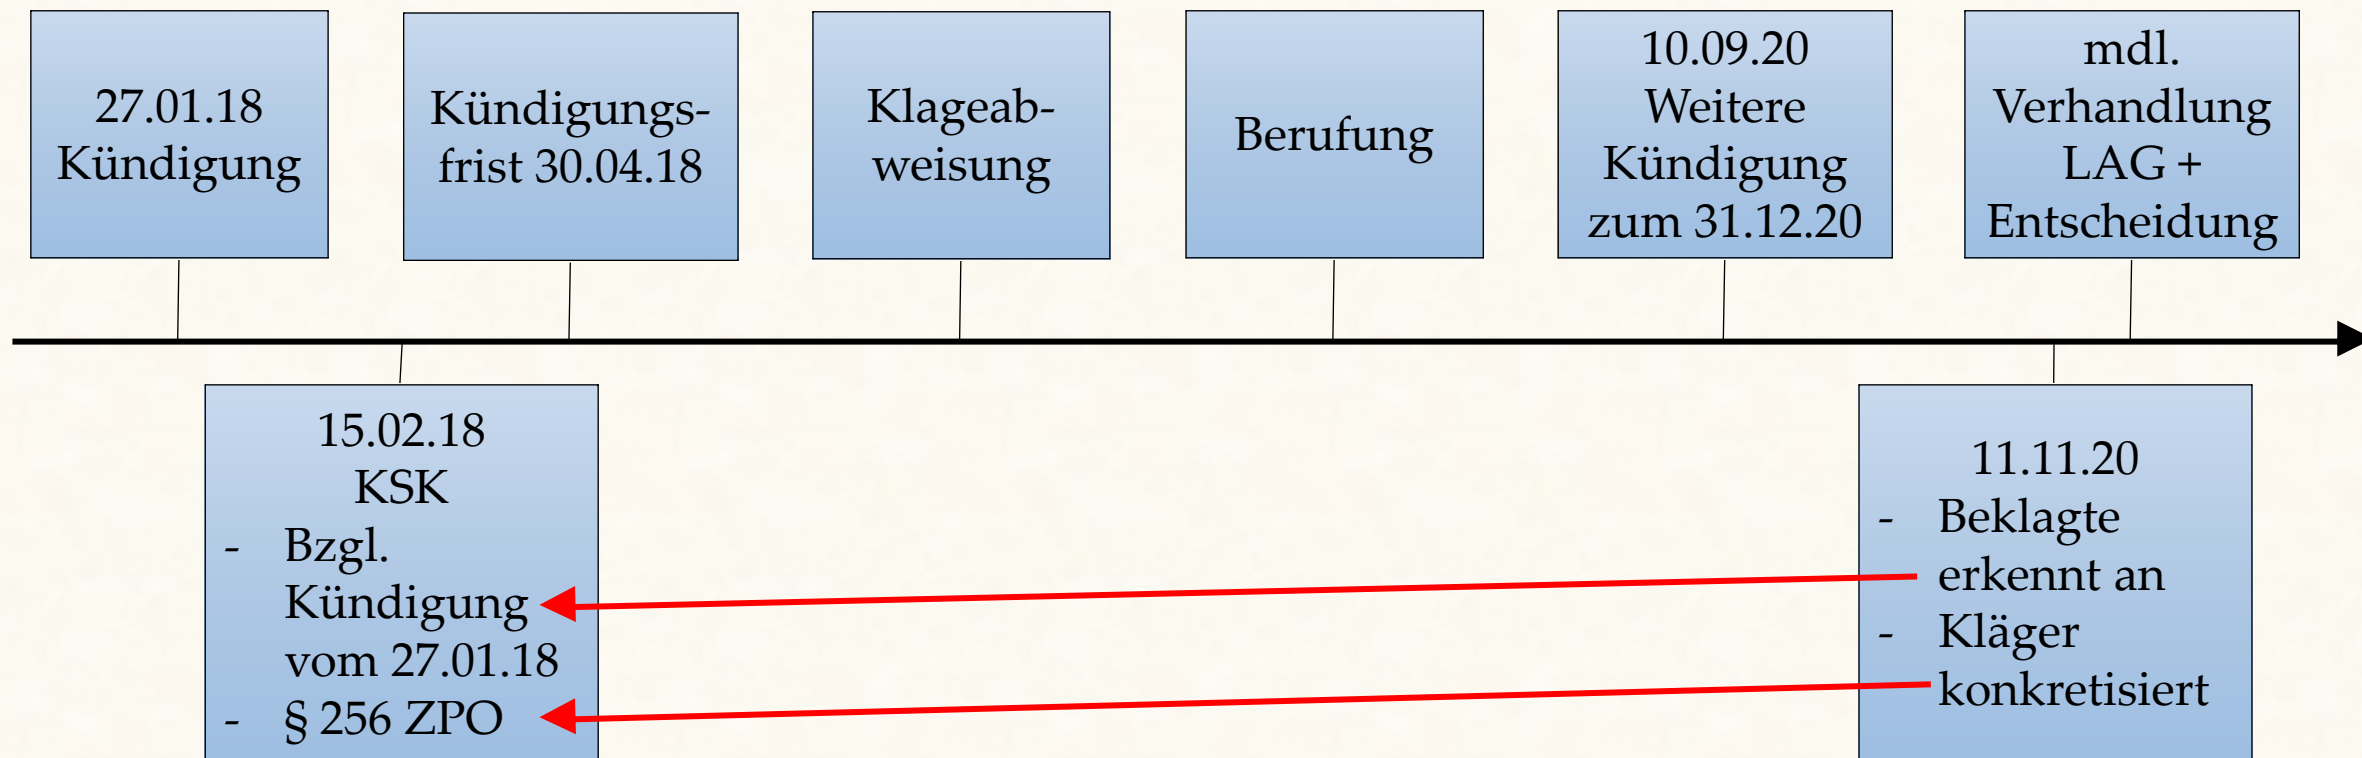 27.01.18
Kündigung
Kündigungs-
frist 30.04.18
Klageab-
weisung
Berufung
10.09.20
Weitere
Kündigung
zum 31.12.20
mdl.
Verhandlung
LAG +
Entscheidung
15.02.18
KSK
- Bzgl.
Kündigung
vom 27.01.18
- § 256 ZPO
11.11.20
- Beklagte
erkennt an
- Kläger
konkretisiert